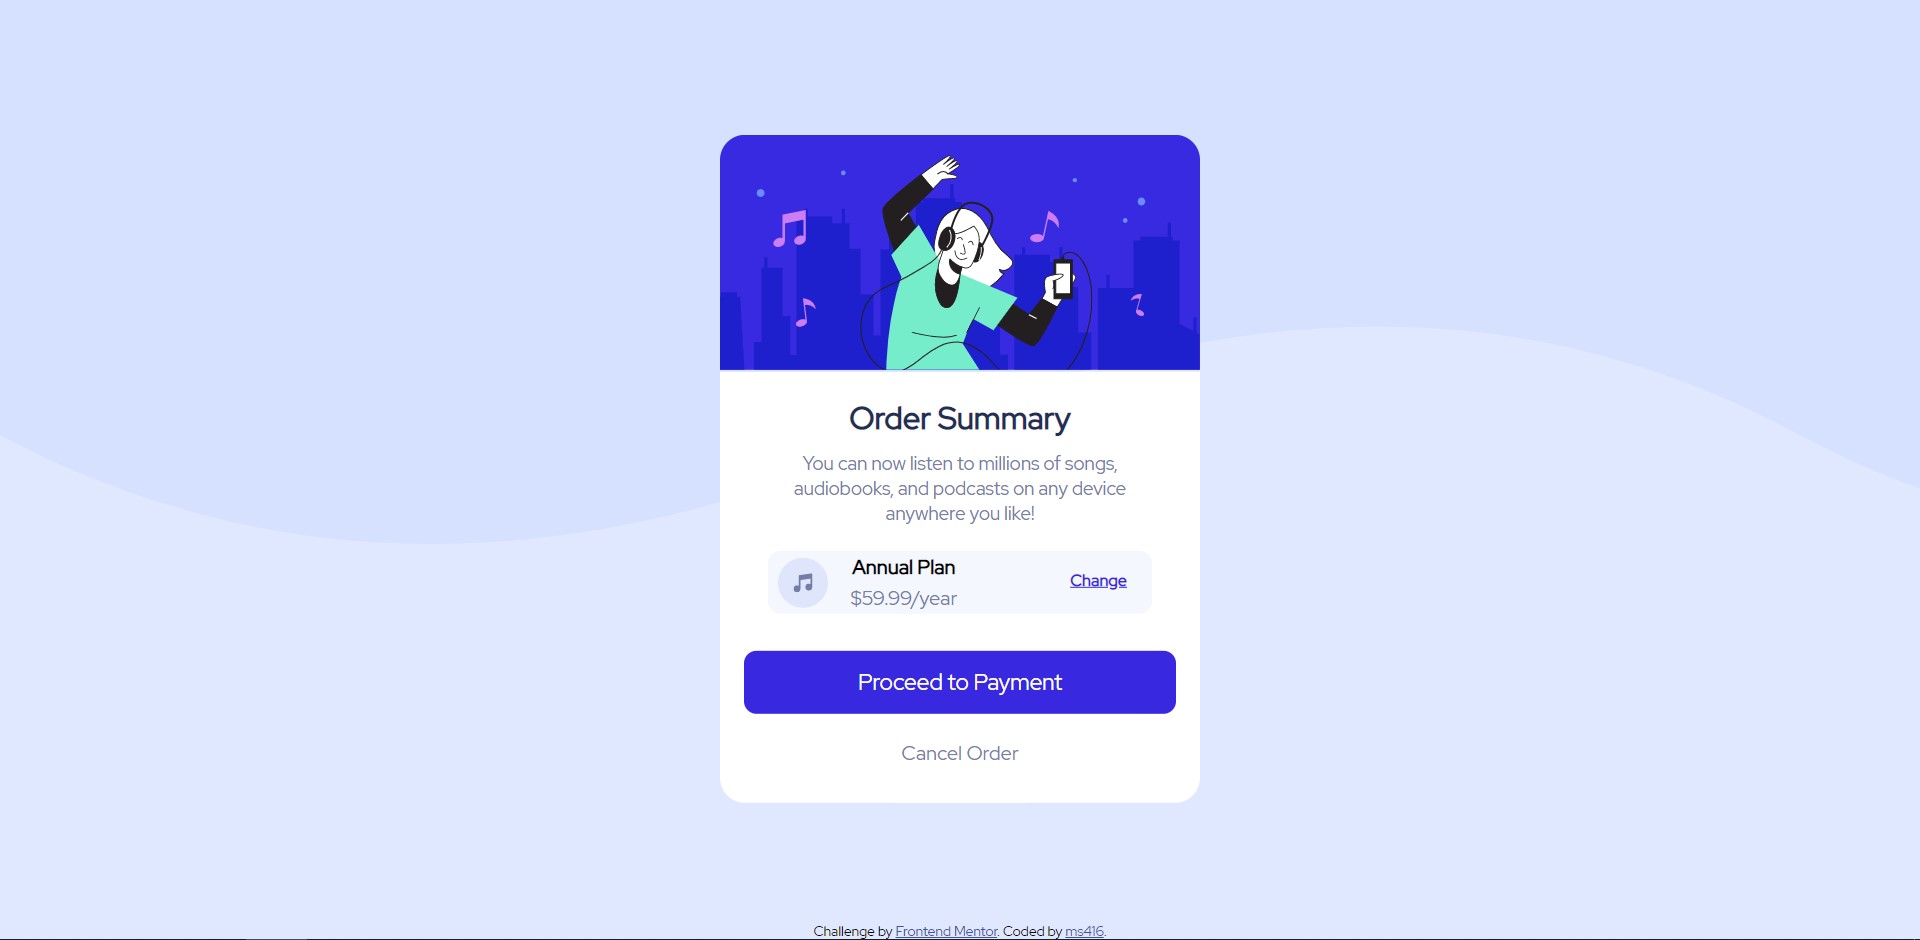 Order Summary
You can now listen to millions of songs,
audiobooks, and podcasts on any device
anywhere you like!
Annual Plan
$59.99/year
Change
Proceed to Payment
Cancel Order
Challenge by Frontend Mentor. Coded by ms416.